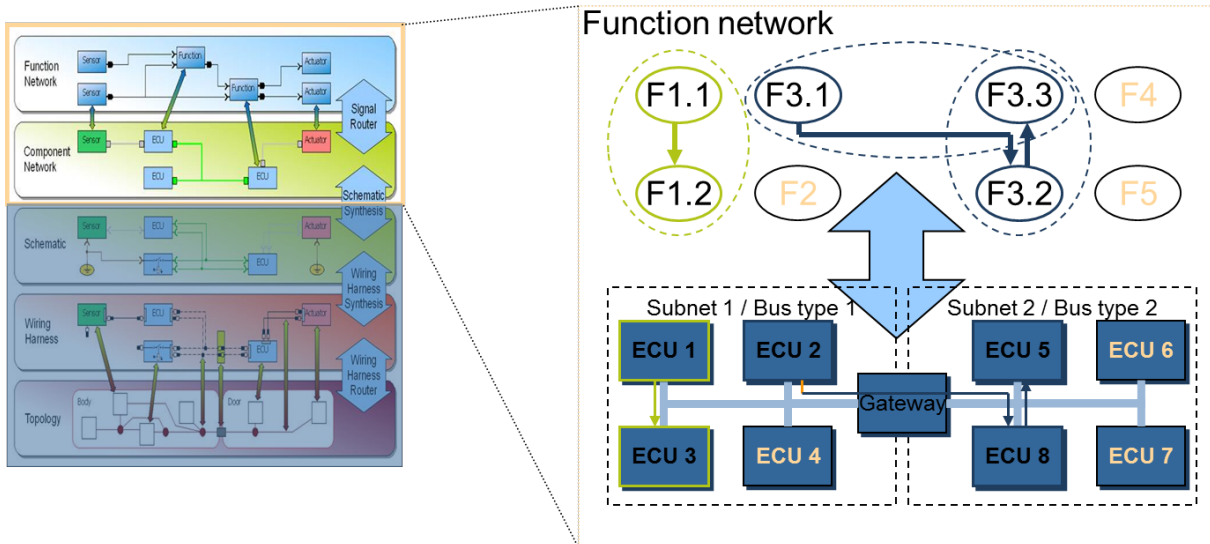 Function
Network
Sensor
Function
Actuator
Sensor
Function
Actuator
Signal
Router
Component
Network
Sensor
ECU
Actuator
ECU
ECU
Schematic
Synthesis
Schematic
Sensor
ECU
Actuator
ECU
Wiring
Harness
Synthesis
Wiring
Harness
Sensor
ECU
Actuator
ECU
Wiring
Harness
Router
Topology
Body
Door
Function network
F1.1
F3.1
F3.3
F4
F1.2
F2
F3.2
F5
Subnet 1 / Bus type 1
Subnet 2 / Bus type 2
ECU 1
ECU 2
ECU 5
ECU 6
Gateway
ECU 3
ECU 4
ECU 8
ECU 7